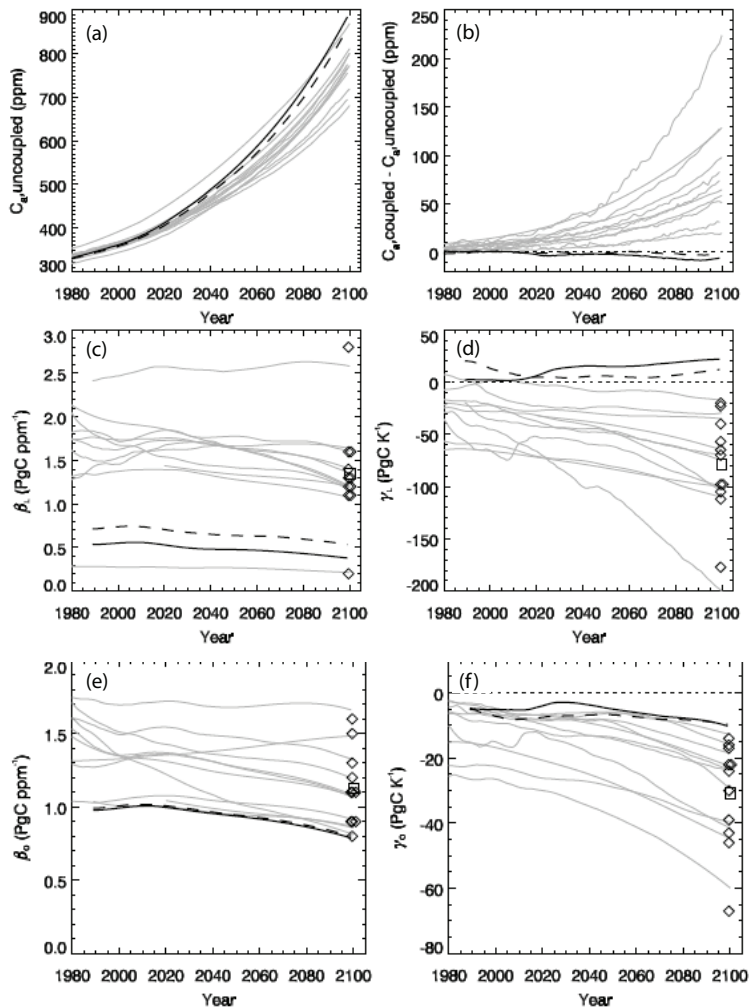 (a)
900
800
700
600
500
400
300
Cₐ,uncoupled (ppm)
1980 2000 2020 2040 2060 2080 2100
Year
(b)
250
200
150
100
50
0
Cₐ,coupled - Cₐ,uncoupled (ppm)
1980 2000 2020 2040 2060 2080 2100
Year
(c)
3.0
2.5
2.0
1.5
1.0
0.5
0.0
β_L (PgC ppm⁻¹)
1980 2000 2020 2040 2060 2080 2100
Year
(d)
50
0
-50
-100
-150
-200
γ_L (PgC K⁻¹)
1980 2000 2020 2040 2060 2080 2100
Year
(e)
2.0
1.5
1.0
0.5
0.0
β_O (PgC ppm⁻¹)
1980 2000 2020 2040 2060 2080 2100
Year
(f)
0
-20
-40
-60
-80
γ_O (PgC K⁻¹)
1980 2000 2020 2040 2060 2080 2100
Year